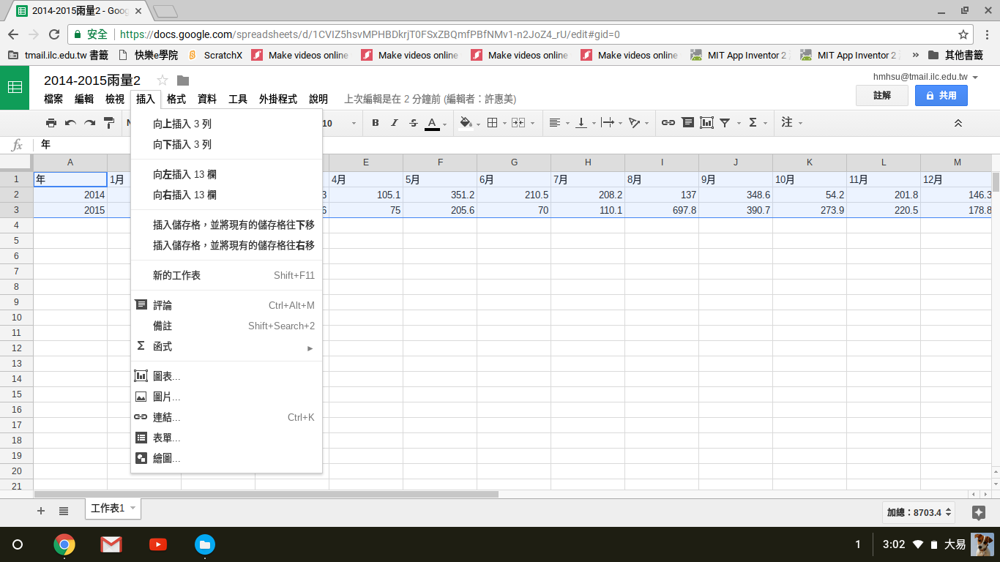 2014-2015雨量2 - Goog
安全 https://docs.google.com/spreadsheets/d/1CVIZ5hsvMPHBDkrjT0FSxZBQmfPBfNMv1-n2JoZ4_rU/edit#gid=0
tmail.ilc.edu.tw 書籤 快樂e學院 ScratchX Make videos online Make videos online Make videos online Make videos online MIT App Inventor 2 MIT App Inventor 2 » 其他書籤
2014-2015雨量2 hmhsu@tmail.ilc.edu.tw
檔案 編輯 檢視 插入 格式 資料 工具 外掛程式 說明 上次編輯是在 2 分鐘前 (編輯者：許惠美) 註解 共用
10 B I S A Σ 注
fx 年
A E F G H I J K L M
1 年 1月 4月 5月 6月 7月 8月 9月 10月 11月 12月
2 2014 3 105.1 351.2 210.5 208.2 137 348.6 54.2 201.8 146.3
3 2015 6 75 205.6 70 110.1 697.8 390.7 273.9 220.5 178.8
4
5
6
7
8
9
10
11
12
13
14
15
16
17
18
19
20
21
向上插入 3 列
向下插入 3 列
向左插入 13 欄
向右插入 13 欄
插入儲存格，並將現有的儲存格往下移
插入儲存格，並將現有的儲存格往右移
新的工作表 Shift+F11
評論 Ctrl+Alt+M
備註 Shift+Search+2
Σ 函式
圖表...
圖片...
連結... Ctrl+K
表單...
繪圖...
工作表1 加總：8703.4
1 3:02 大易